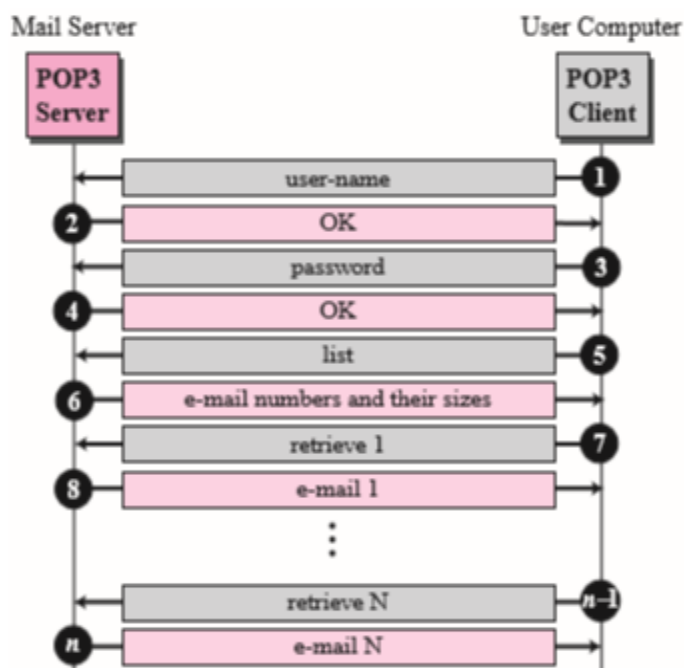 Mail Server
User Computer
POP3
Server
POP3
Client
user-name
1
2
OK
password
3
4
OK
list
5
6
e-mail numbers and their sizes
retrieve 1
7
8
e-mail 1
retrieve N
n-1
n
e-mail N